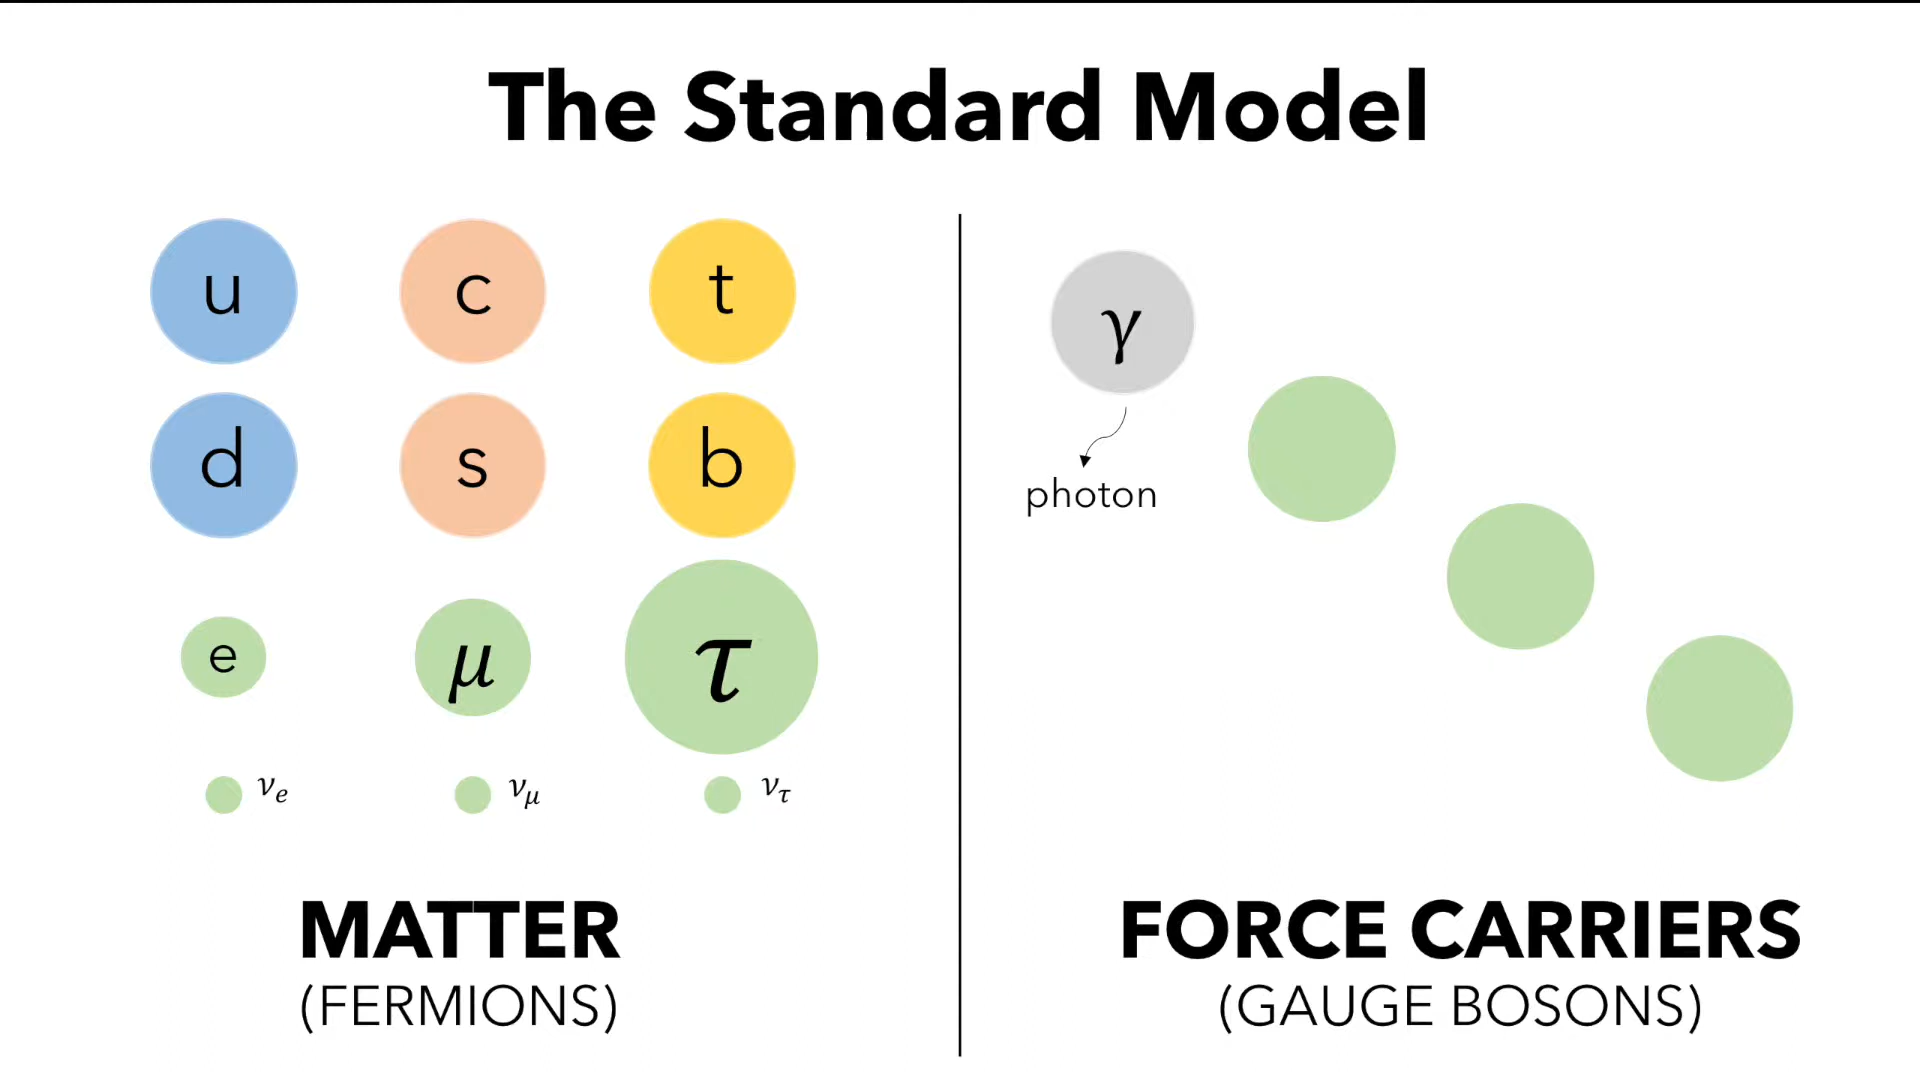 The Standard Model
u c t
d s b
e μ τ
νe νμ ντ
γ
photon
MATTER
(FERMIONS)
FORCE CARRIERS
(GAUGE BOSONS)